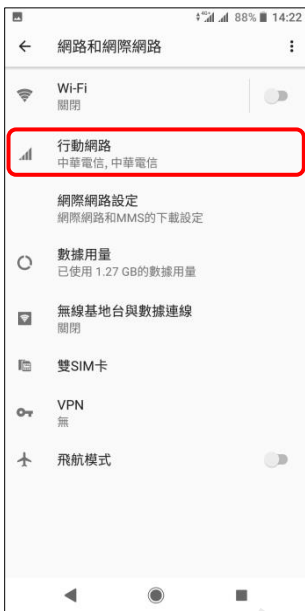 4G 88% 14:22
網路和網際網路
Wi-Fi
關閉
行動網路
中華電信, 中華電信
網際網路設定
網際網路和MMS的下載設定
數據用量
已使用 1.27 GB的數據用量
無線基地台與數據連線
關閉
雙SIM卡
VPN
無
飛航模式